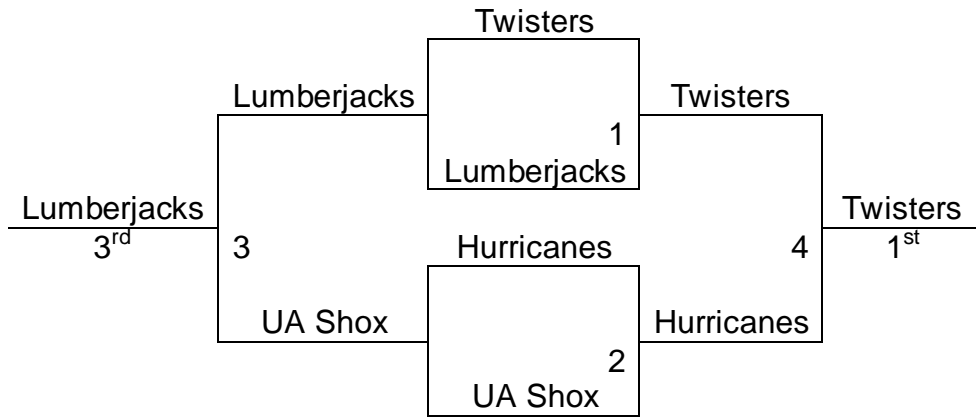 Twisters
Lumberjacks Twisters
1
Lumberjacks
Lumberjacks Twisters
3rd 3 Hurricanes 4 1st
UA Shox Hurricanes
2
UA Shox